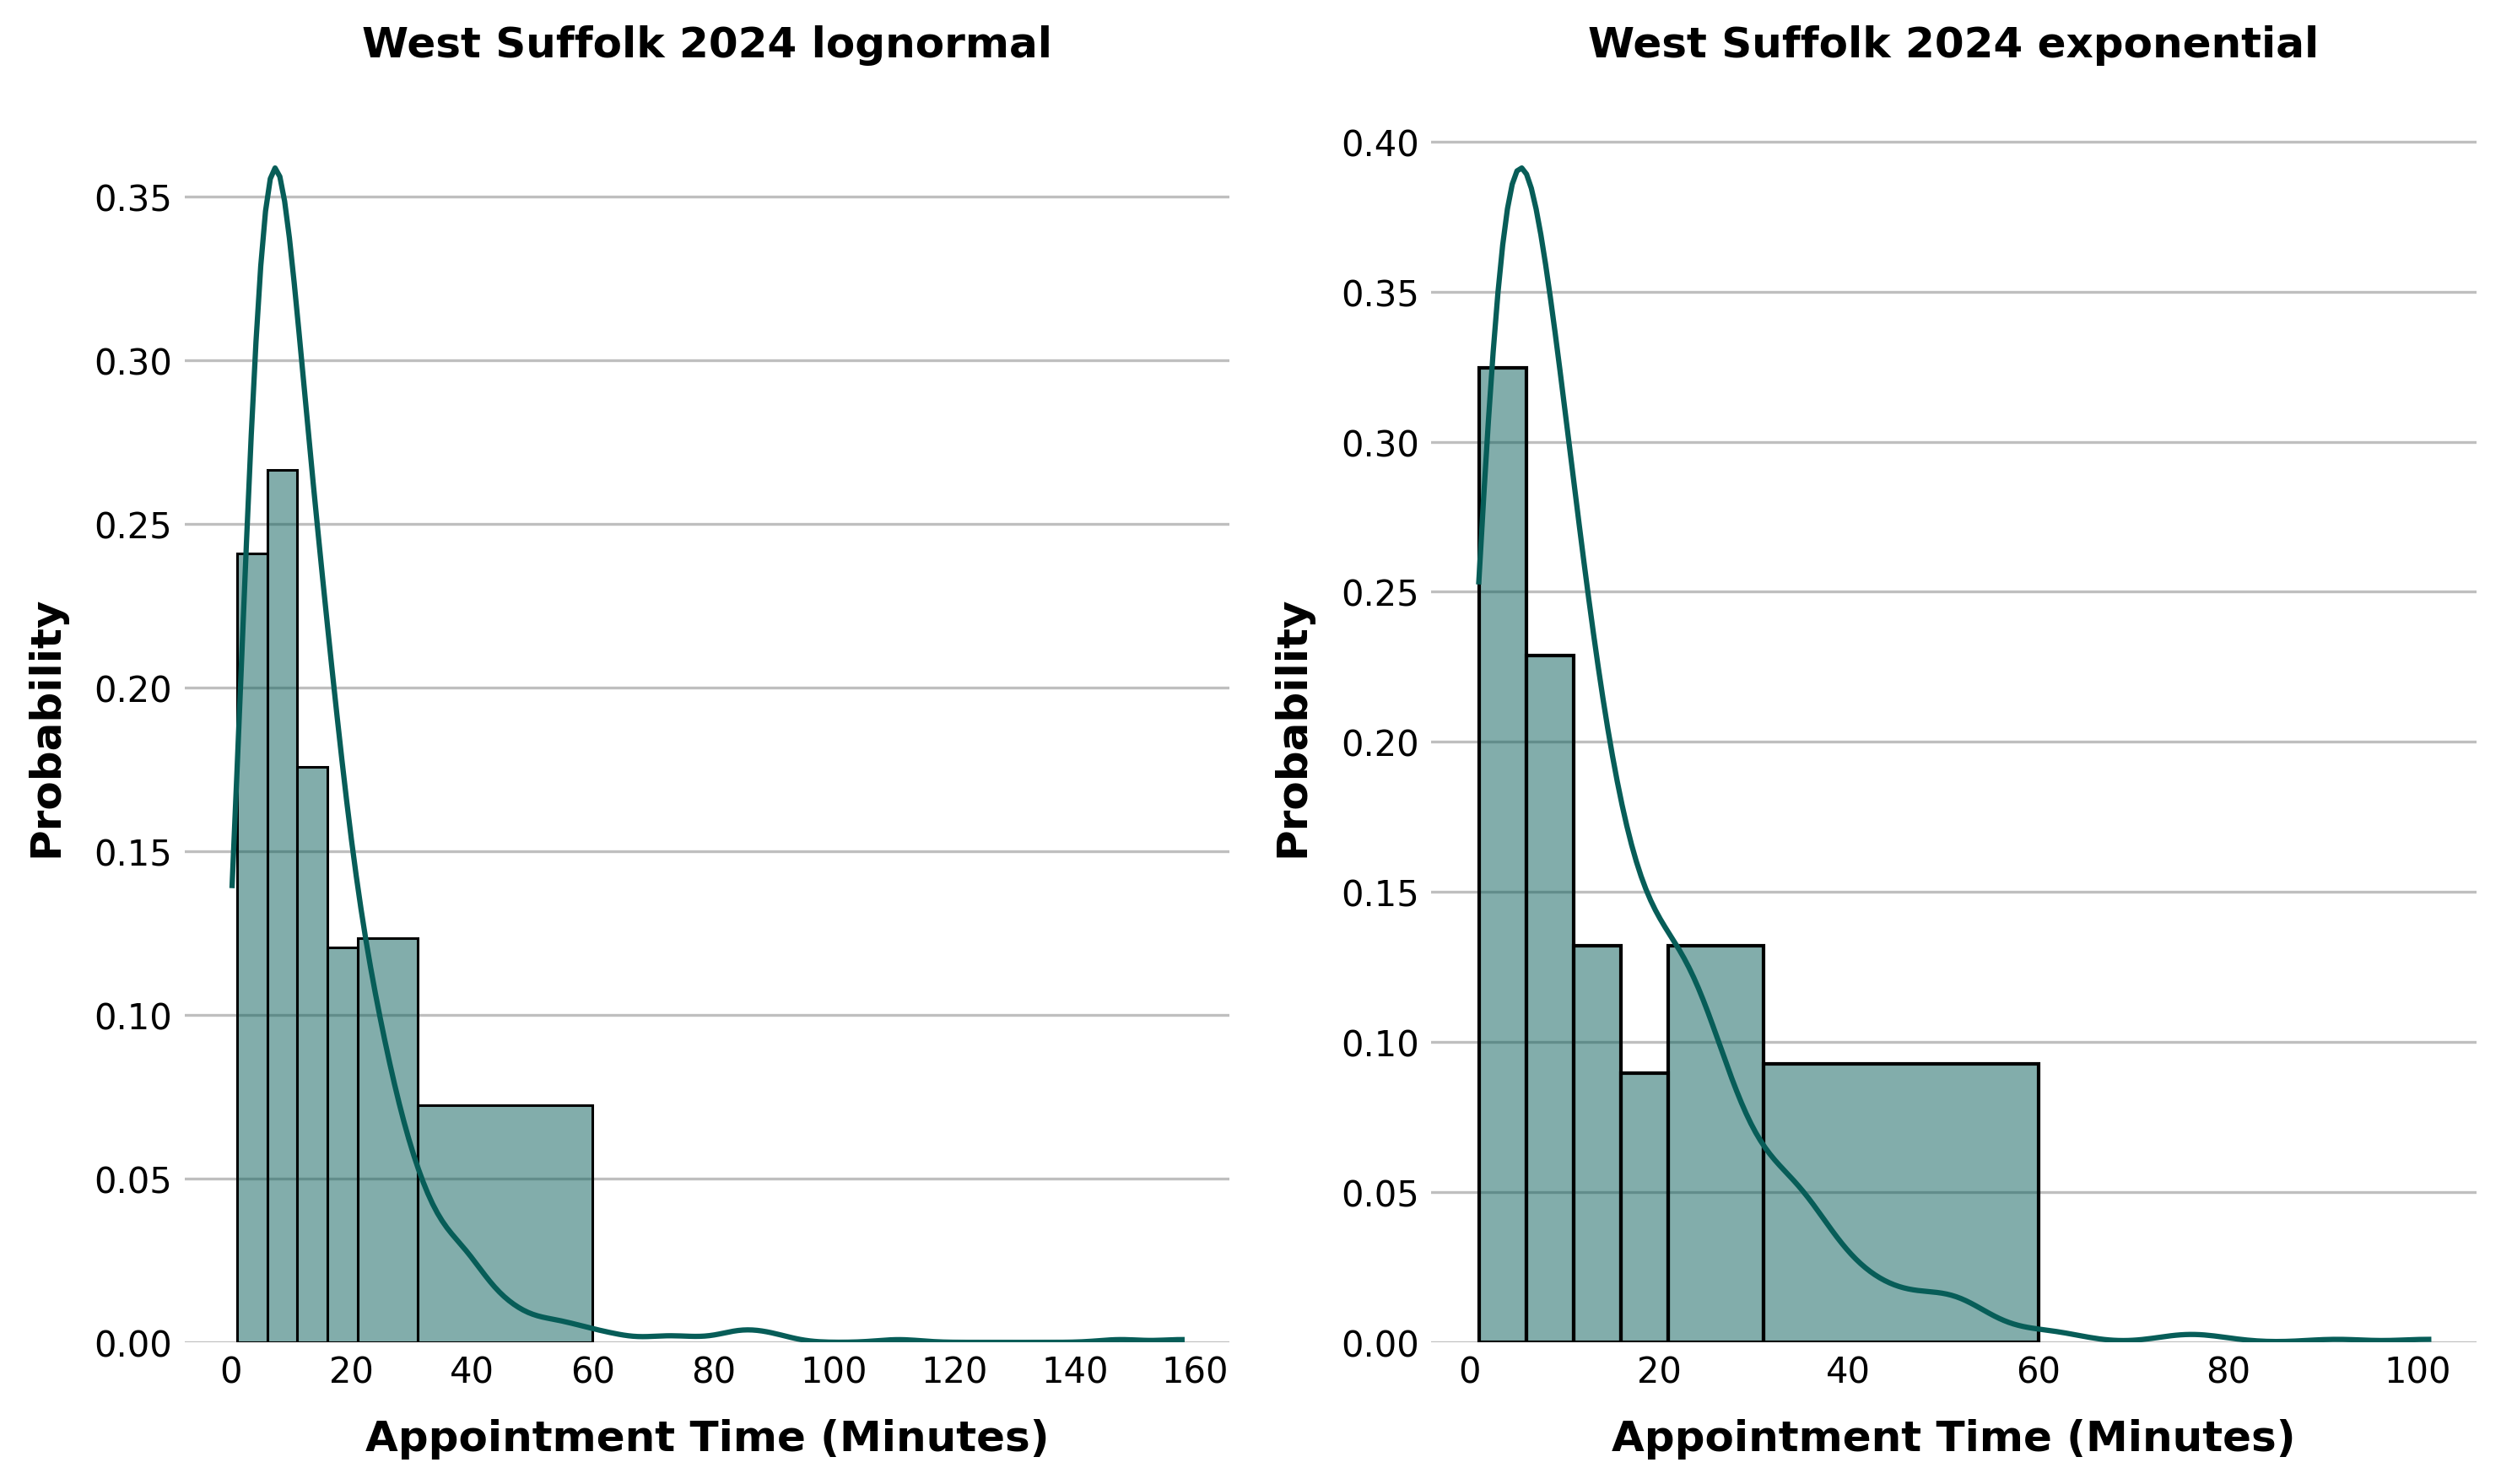 West Suffolk 2024 lognormal
0.35
0.30
0.25
0.20
0.15
0.10
0.05
0.00
Probability
0 20 40 60 80 100 120 140 160
Appointment Time (Minutes)
West Suffolk 2024 exponential
0.40
0.35
0.30
0.25
0.20
0.15
0.10
0.05
0.00
Probability
0 20 40 60 80 100
Appointment Time (Minutes)